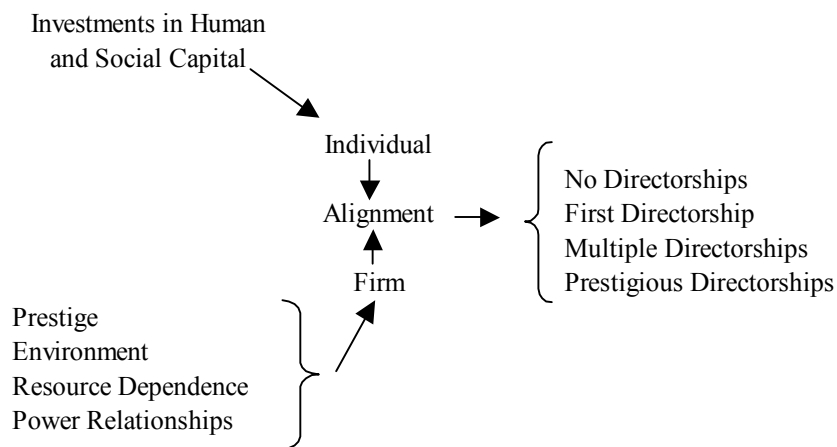 Investments in Human
and Social Capital
Individual
Alignment
Firm
No Directorships
First Directorship
Multiple Directorships
Prestigious Directorships
Prestige
Environment
Resource Dependence
Power Relationships